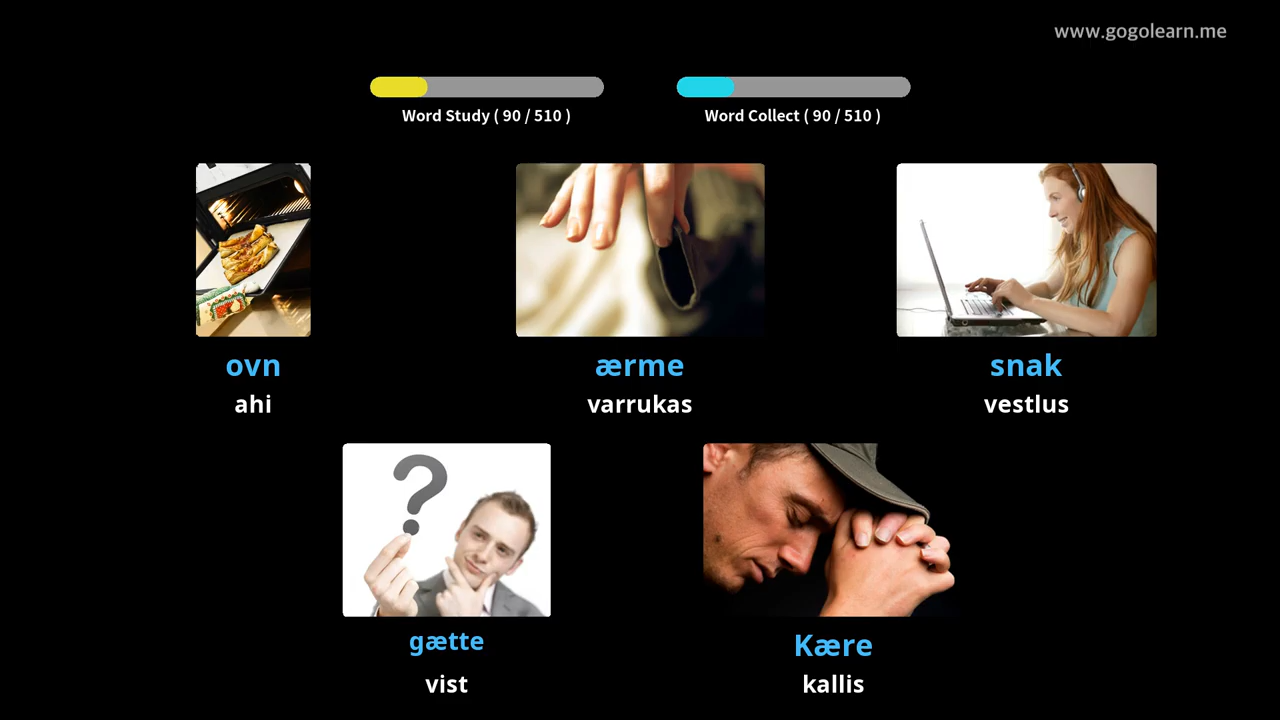 www.gogolearn.me
Word Study ( 90 / 510 )
Word Collect ( 90 / 510 )
ovn
ahi
ærme
varrukas
snak
vestlus
?
gætte
vist
Kære
kallis